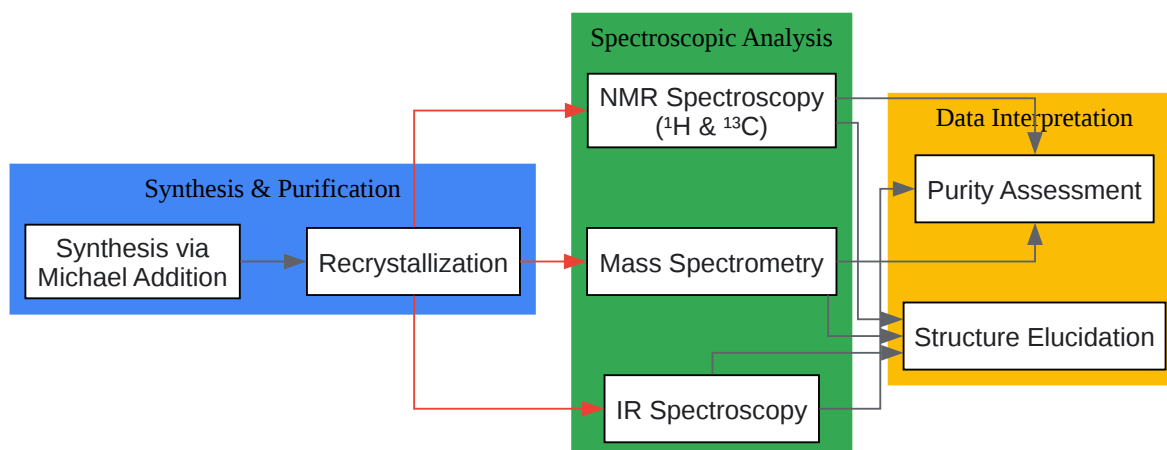 Synthesis & Purification
Synthesis via
Michael Addition
Recrystallization
Spectroscopic Analysis
NMR Spectroscopy
(¹H & ¹³C)
Mass Spectrometry
IR Spectroscopy
Data Interpretation
Purity Assessment
Structure Elucidation